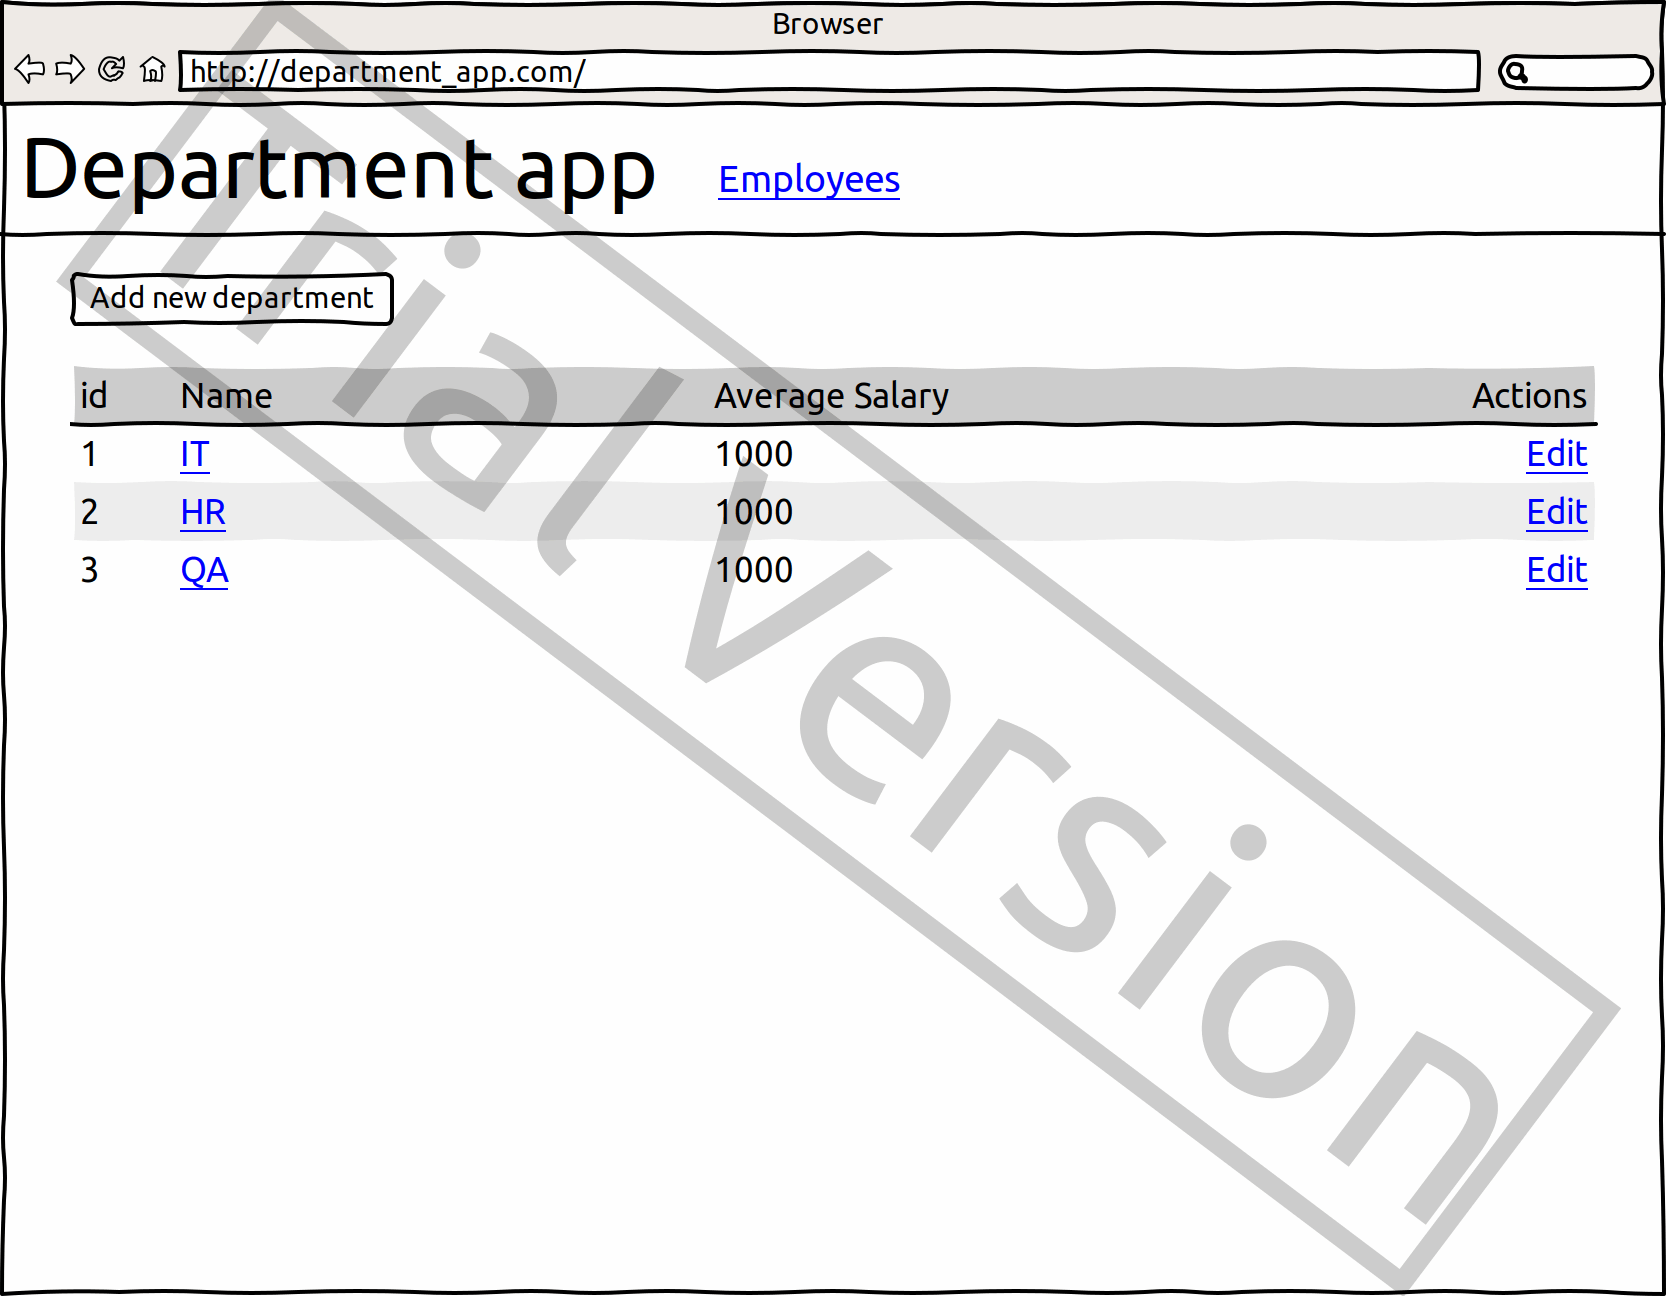 Browser
http://department_app.com/
Department app Employees
Add new department
id Name Average Salary Actions
1 IT 1000 Edit
2 HR 1000 Edit
3 QA 1000 Edit
Trial Version